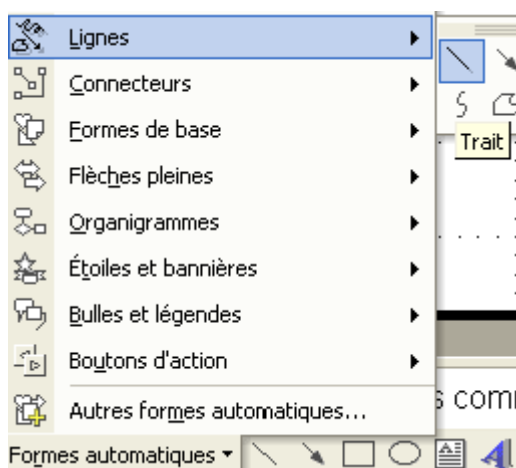 Lignes
Trait
Connecteurs
Formes de base
Flèches pleines
Organigrammes
Étoiles et bannières
Bulles et légendes
Boutons d'action
Autres formes automatiques...
Formes automatiques